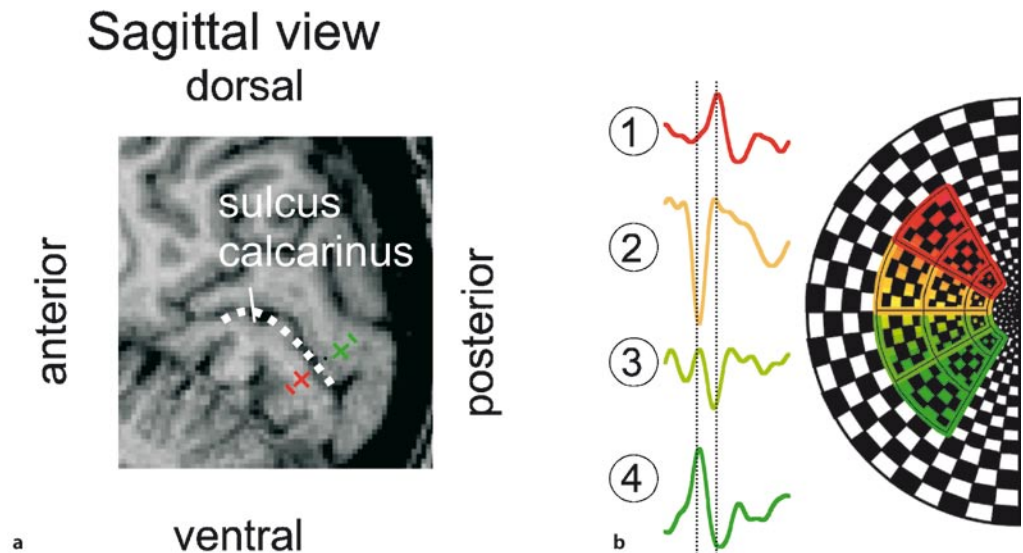 Sagittal view
dorsal
sulcus
calcarinus
anterior
posterior
ventral
a
1
2
3
4
b